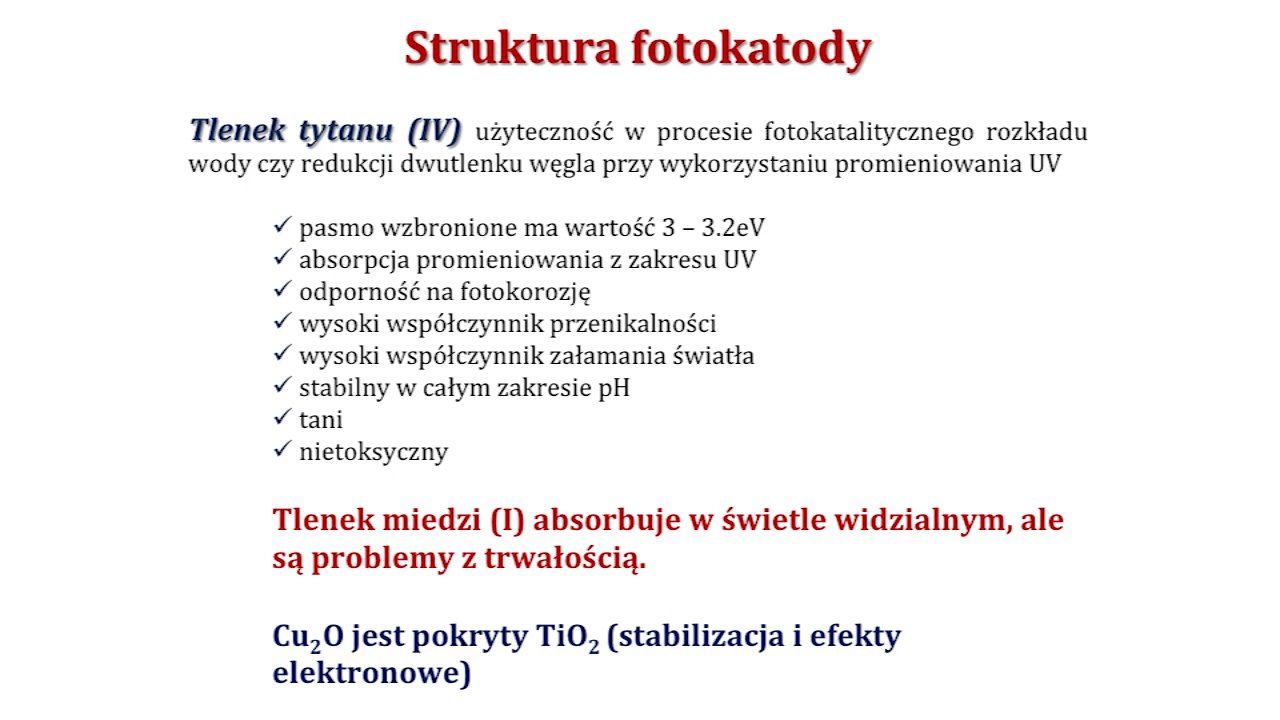 Struktura fotokatody
Tlenek tytanu (IV) użyteczność w procesie fotokatalitycznego rozkładu
wody czy redukcji dwutlenku węgla przy wykorzystaniu promieniowania UV
✓ pasmo wzbronione ma wartość 3 – 3.2eV
✓ absorpcja promieniowania z zakresu UV
✓ odporność na fotokorozję
✓ wysoki współczynnik przenikalności
✓ wysoki współczynnik załamania światła
✓ stabilny w całym zakresie pH
✓ tani
✓ nietoksyczny
Tlenek miedzi (I) absorbuje w świetle widzialnym, ale
są problemy z trwałością.
Cu₂O jest pokryty TiO₂ (stabilizacja i efekty
elektronowe)